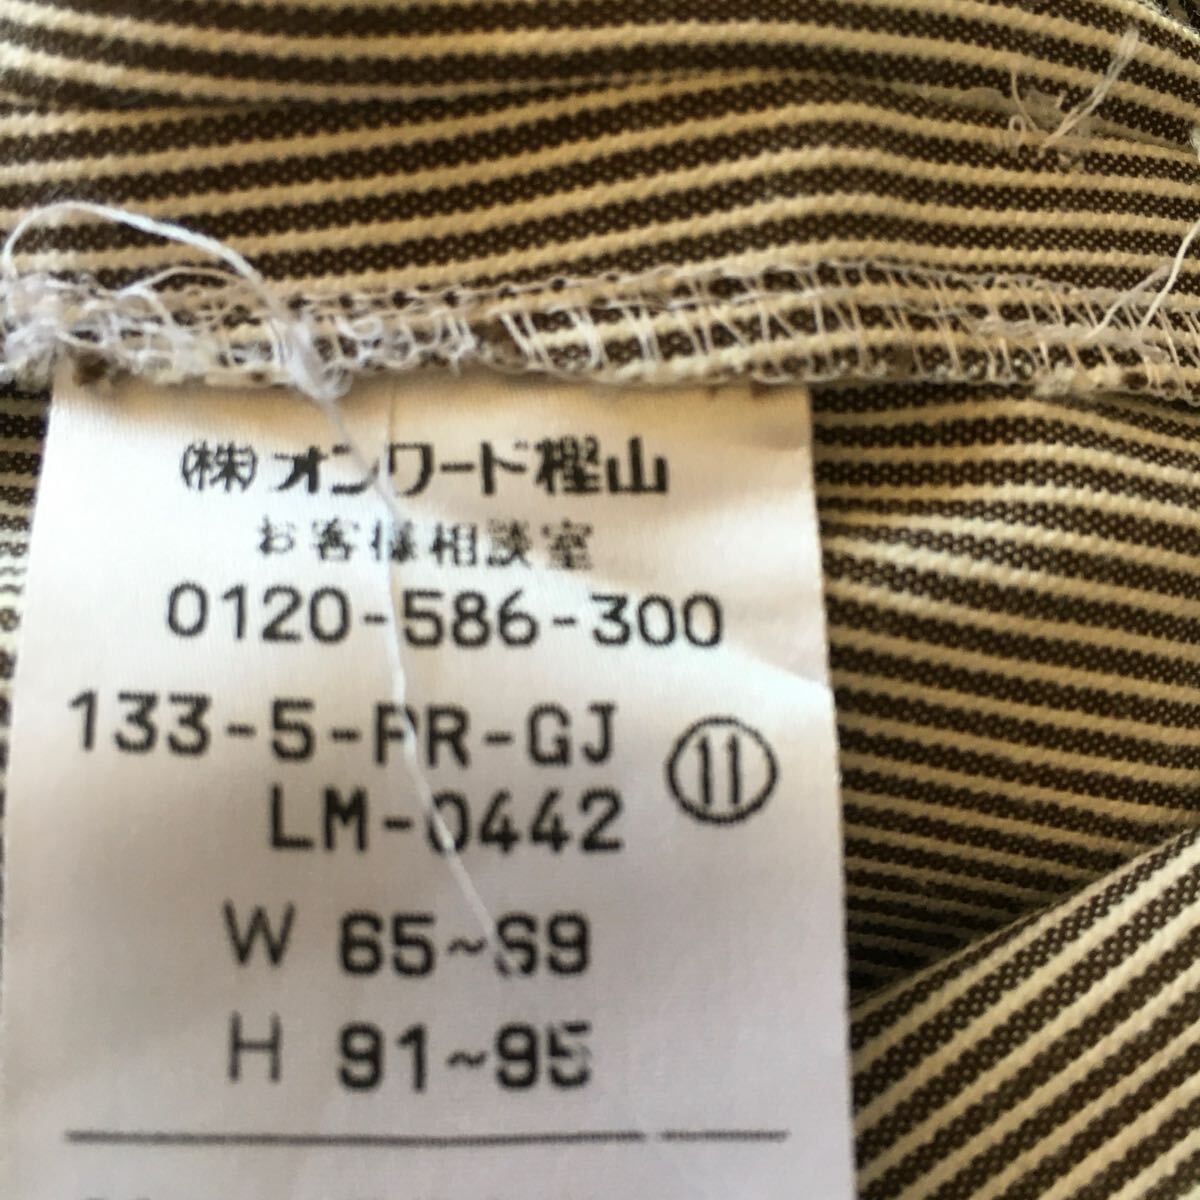 (株)オンワード樫山
お客様相談室
0120-586-300
133-5-PR-GJ
LM-0442
⑪
W 65~69
H 91~95